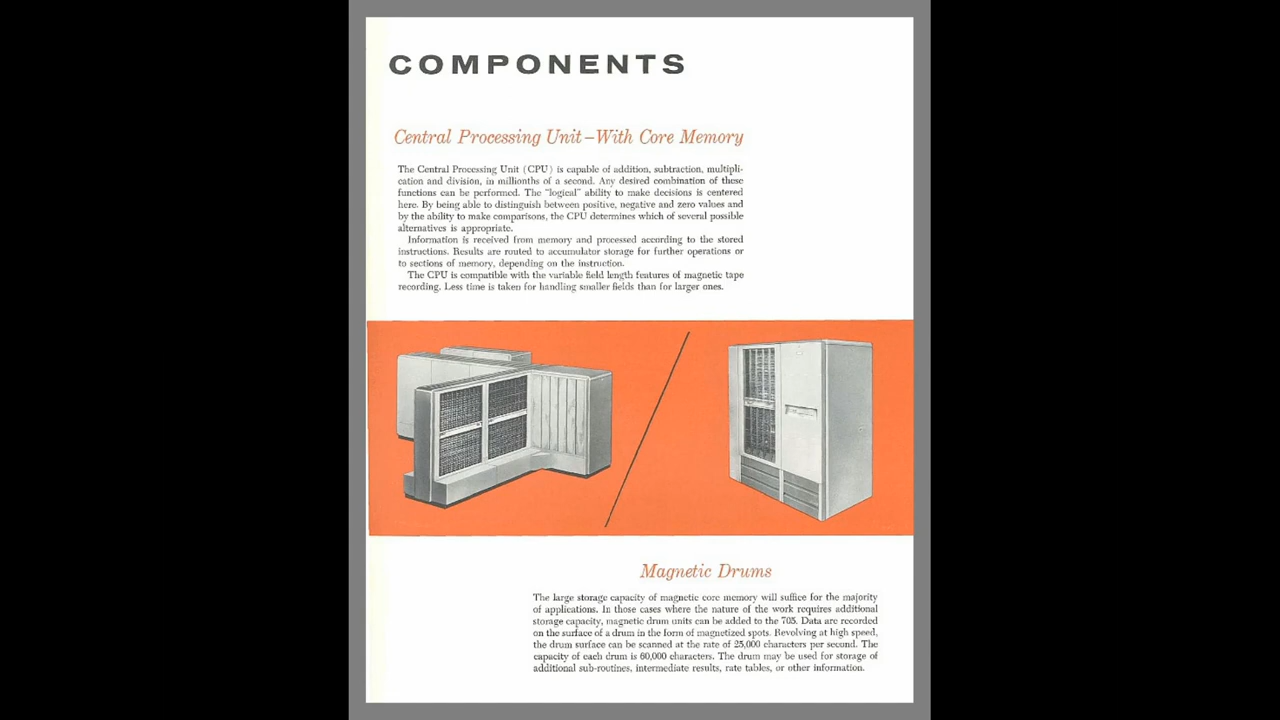 COMPONENTS
Central Processing Unit–With Core Memory
The Central Processing Unit (CPU) is capable of addition, subtraction, multipli-
cation and division, in millionths of a second. Any desired combination of these
functions can be performed. The "logical" ability to make decisions is centered
here. By being able to distinguish between positive, negative and zero values and
by the ability to make comparisons, the CPU determines which of several possible
alternatives is appropriate.
Information is received from memory and processed according to the stored
instructions. Results are routed to accumulator storage for further operations or
to sections of memory, depending on the instruction.
The CPU is compatible with the variable field length features of magnetic tape
recording. Less time is taken for handling smaller fields than for larger ones.
Magnetic Drums
The large storage capacity of magnetic core memory will suffice for the majority
of applications. In those cases where the nature of the work requires additional
storage capacity, magnetic drum units can be added to the 705. Data are recorded
on the surface of a drum in the form of magnetized spots. Revolving at high speed,
the drum surface can be scanned at the rate of 25,000 characters per second. The
capacity of each drum is 60,000 characters. The drum may be used for storage of
additional sub-routines, intermediate results, rate tables, or other information.